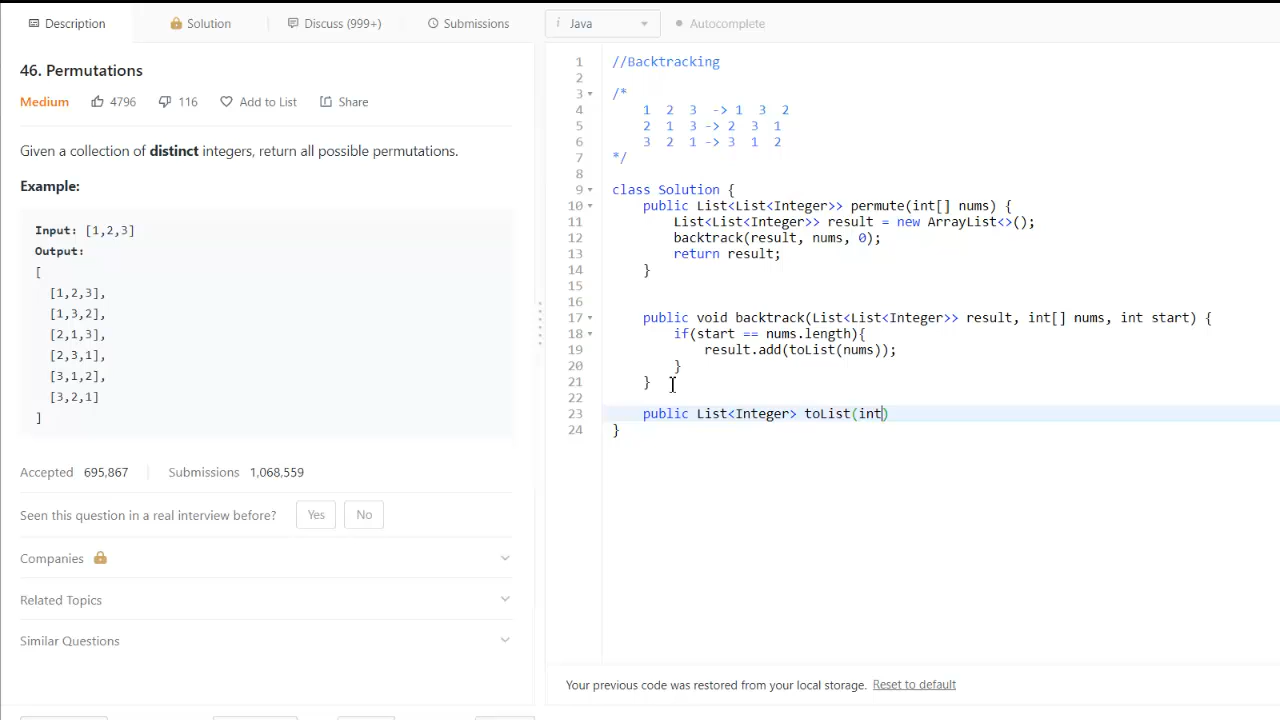 Description
Solution
Discuss (999+)
Submissions
i Java
Autocomplete
46. Permutations
Medium 4796 116 Add to List Share
Given a collection of distinct integers, return all possible permutations.
Example:
Input: [1,2,3]
Output:
[
[1,2,3],
[1,3,2],
[2,1,3],
[2,3,1],
[3,1,2],
[3,2,1]
]
Accepted 695,867 Submissions 1,068,559
Seen this question in a real interview before? Yes No
Companies
Related Topics
Similar Questions
1 //Backtracking
2
3 /*
4 1 2 3 -> 1 3 2
5 2 1 3 -> 2 3 1
6 3 2 1 -> 3 1 2
7 */
8
9 class Solution {
10 public List<List<Integer>> permute(int[] nums) {
11 List<List<Integer>> result = new ArrayList<>();
12 backtrack(result, nums, 0);
13 return result;
14 }
15
16
17 public void backtrack(List<List<Integer>> result, int[] nums, int start) {
18 if(start == nums.length){
19 result.add(toList(nums));
20 }
21 }
22
23 public List<Integer> toList(int)
24 }
Your previous code was restored from your local storage. Reset to default